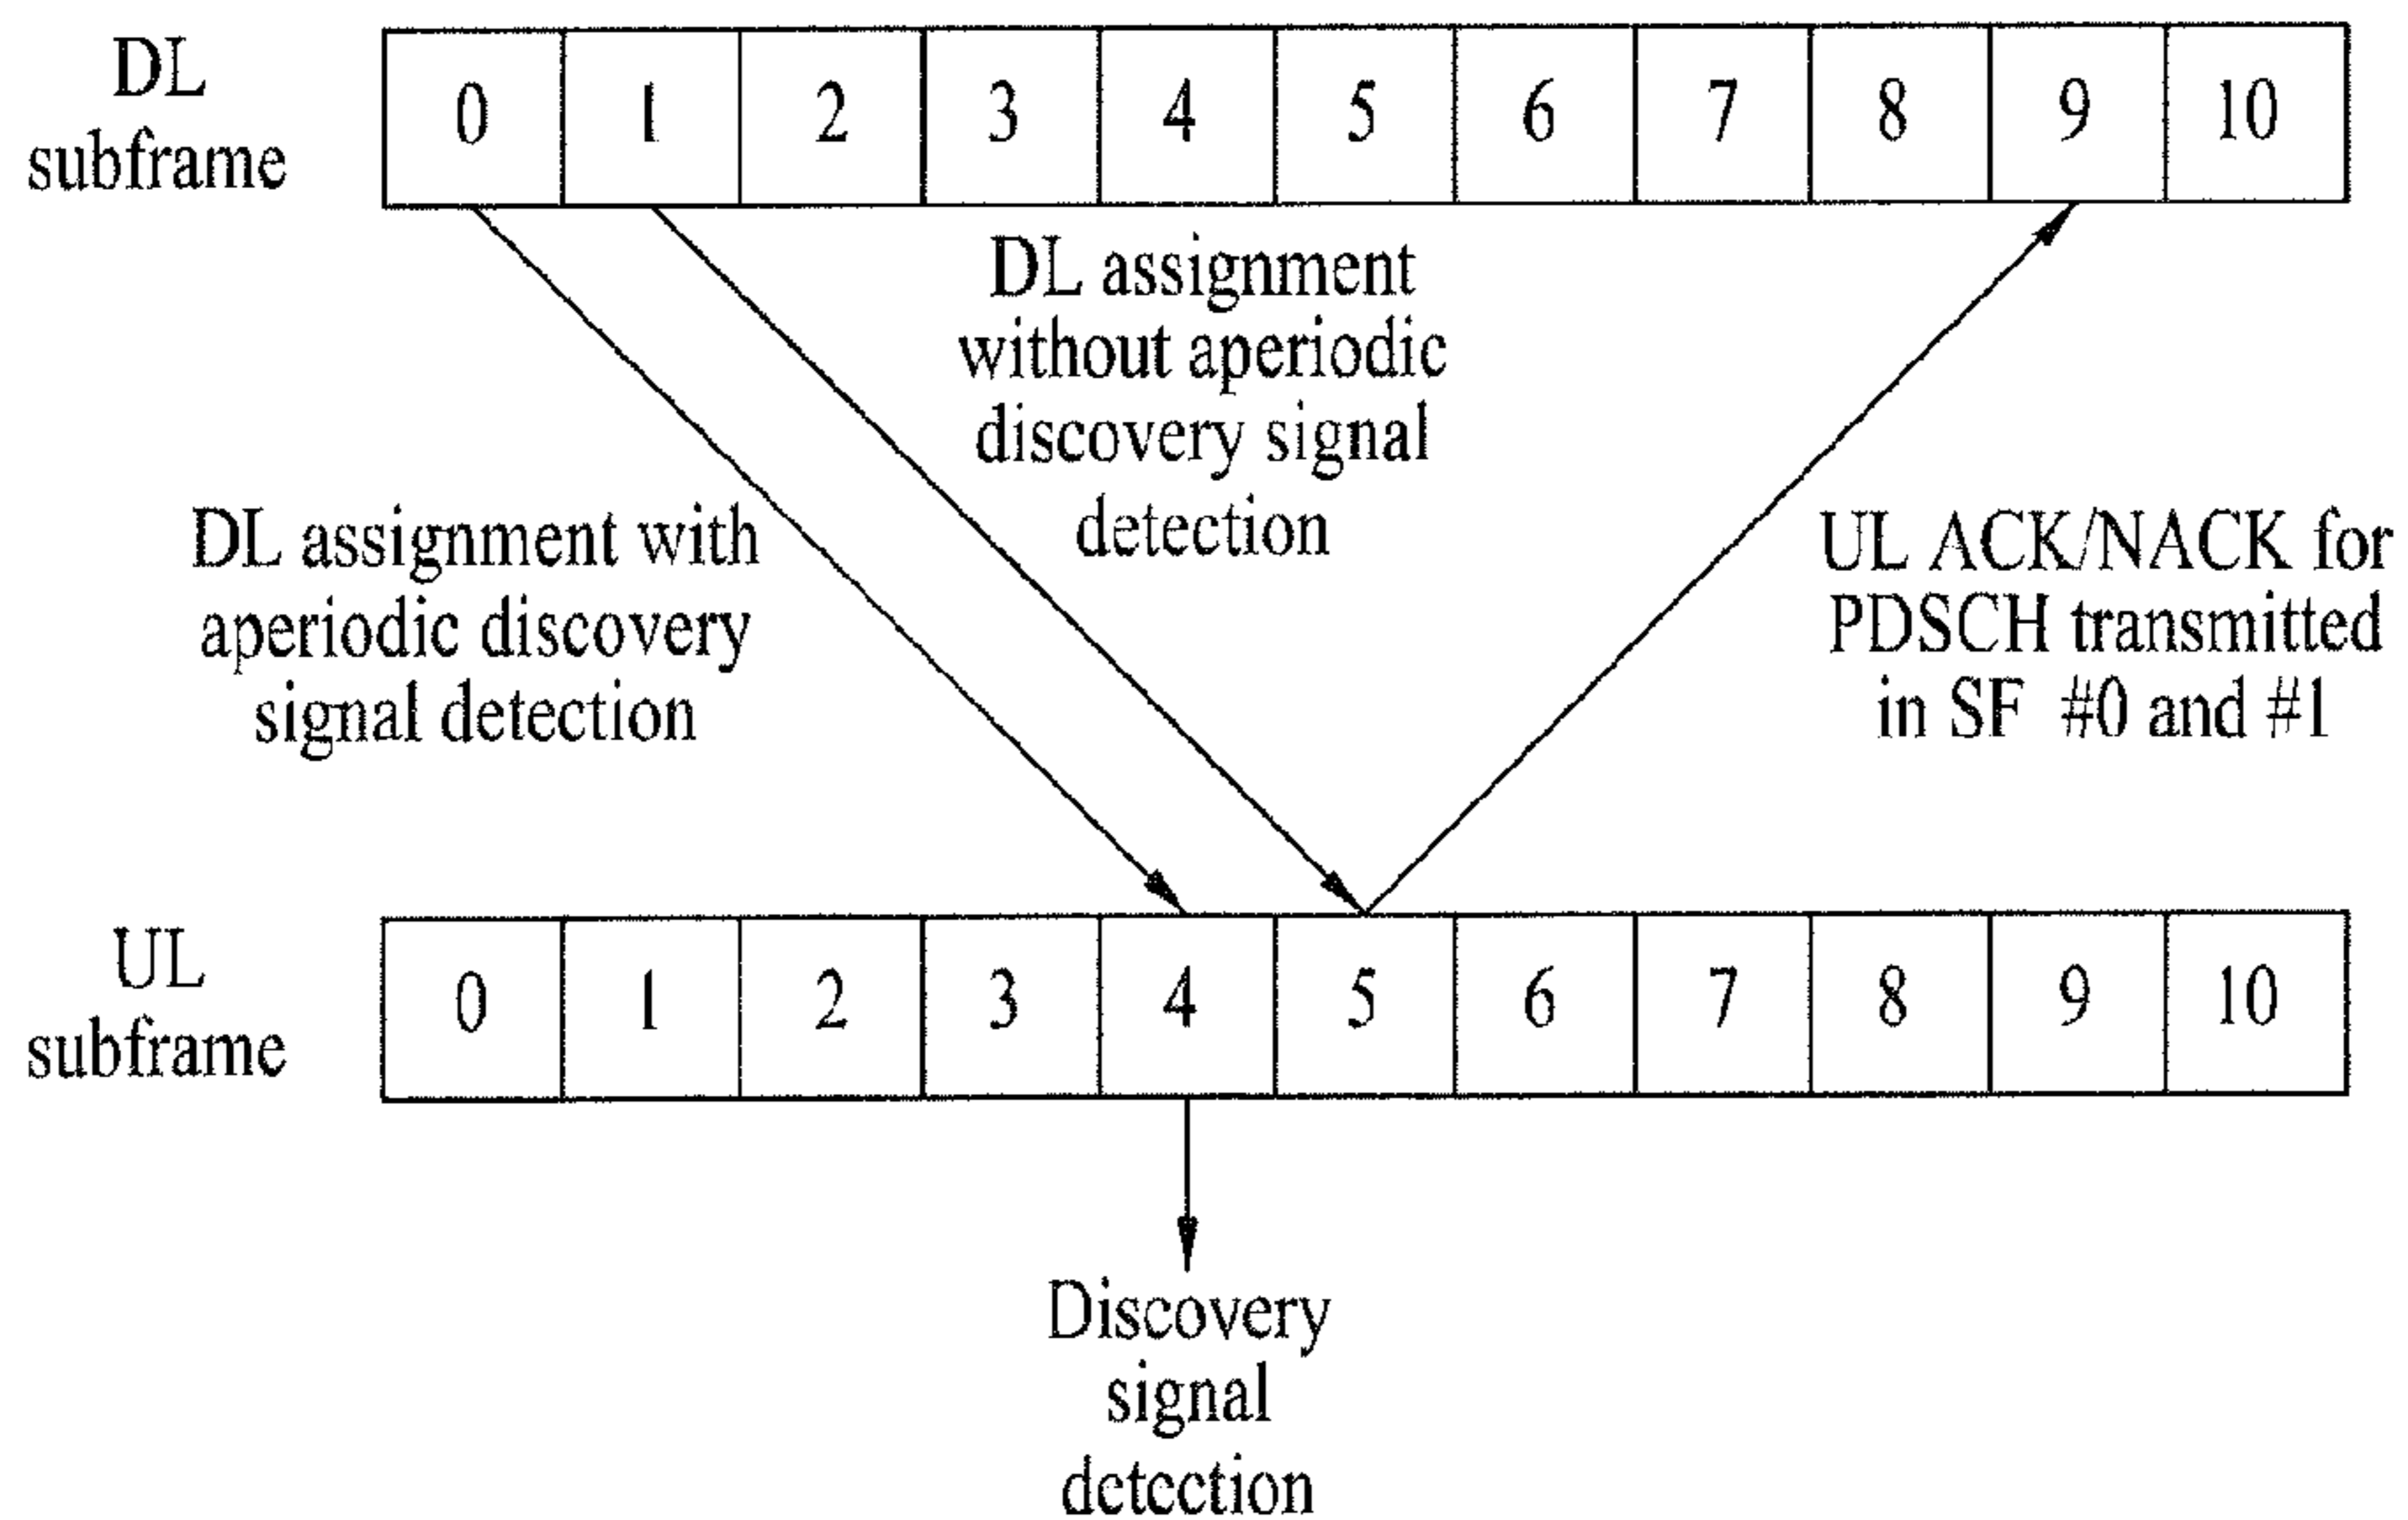 DL
subframe
0 1 2 3 4 5 6 7 8 9 10
DL assignment
without aperiodic
discovery signal
detection
DL assignment with
aperiodic discovery
signal detection
UL ACK/NACK for
PDSCH transmitted
in SF #0 and #1
UL
subframe
0 1 2 3 4 5 6 7 8 9 10
Discovery
signal
detection